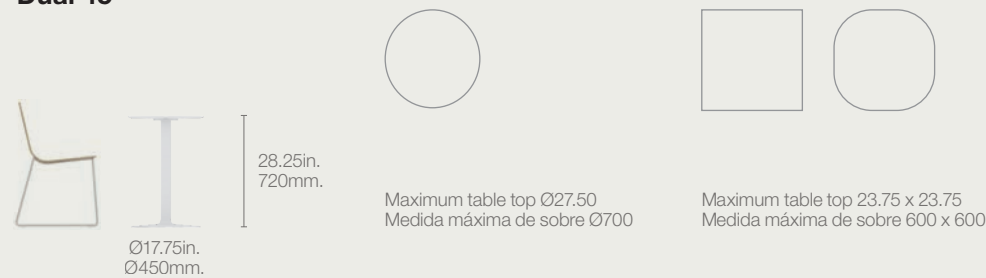 Dual 45
28.25in.
720mm.
Ø17.75in.
Ø450mm.
Maximum table top Ø27.50
Medida máxima de sobre Ø700
Maximum table top 23.75 x 23.75
Medida máxima de sobre 600 x 600